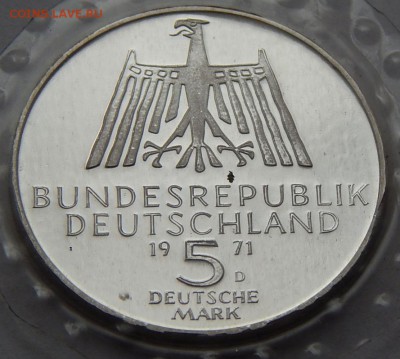 COINS.LAVE.RU
BUNDESREPUBLIK
DEUTSCHLAND
19 71
5 D
DEUTSCHE
MARK